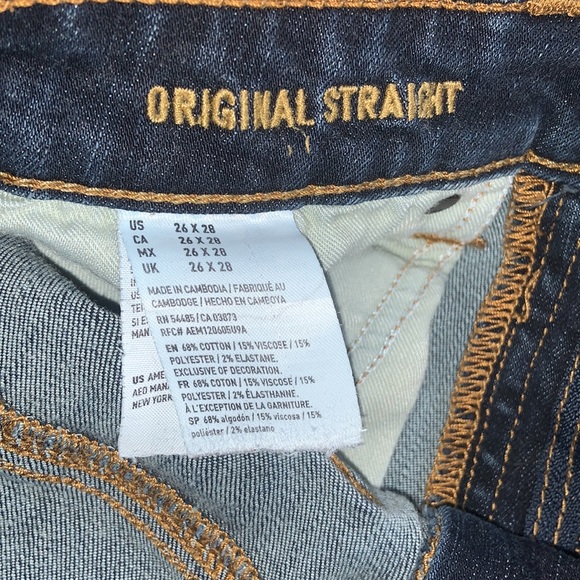 ORIGINAL STRAIGHT
US 26 X 28
CA 26 X 28
MX 26 X 28
UK 26 X 28
MADE IN CAMBODIA / FABRIQUÉ AU
CAMBODGE / HECHO EN CAMBOYA
RN 54485 / CA 03073
RFC# AEM120605U9A
EN 68% COTTON / 15% VISCOSE / 15%
POLYESTER / 2% ELASTANE.
EXCLUSIVE OF DECORATION.
FR 68% COTON / 15% VISCOSE / 15%
POLYESTER / 2% ÉLASTHANNE.
À L'EXCEPTION DE LA GARNITURE.
SP 68% algodón / 15% viscosa / 15%
poliéster / 2% elastano
US AME
AEO MANA
NEW YORK,